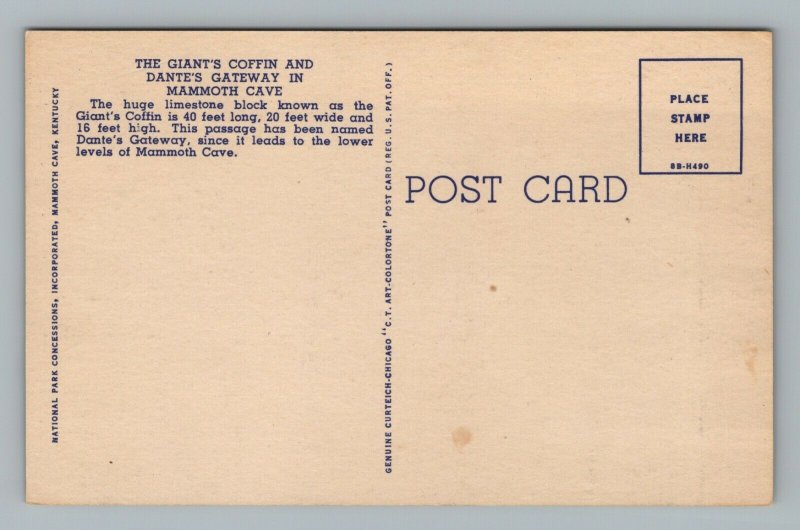 THE GIANT'S COFFIN AND
DANTE'S GATEWAY IN
MAMMOTH CAVE
The huge limestone block known as the
Giant's Coffin is 40 feet long, 20 feet wide and
16 feet high. This passage has been named
Dante's Gateway, since it leads to the lower
levels of Mammoth Cave.
NATIONAL PARK CONCESSIONS, INCORPORATED, MAMMOTH CAVE, KENTUCKY
GENUINE CURTEICH-CHICAGO "C.T. ART-COLORTONE" POST CARD (REG. U.S. PAT. OFF.)
POST CARD
PLACE
STAMP
HERE
8B-H490